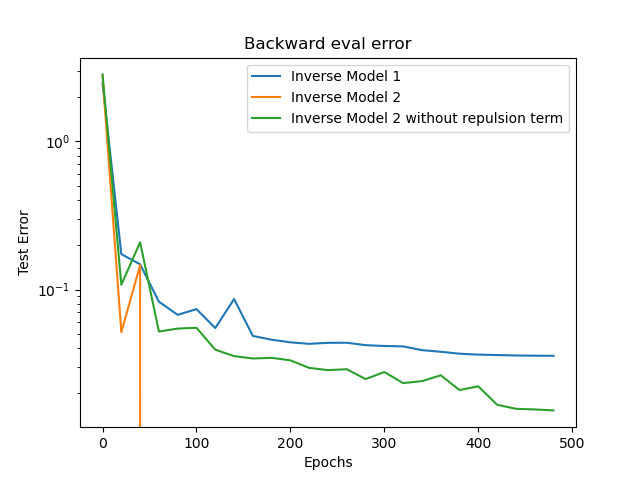 Backward eval error
Inverse Model 1
Inverse Model 2
Inverse Model 2 without repulsion term
Test Error
10⁰
10⁻¹
0 100 200 300 400 500
Epochs